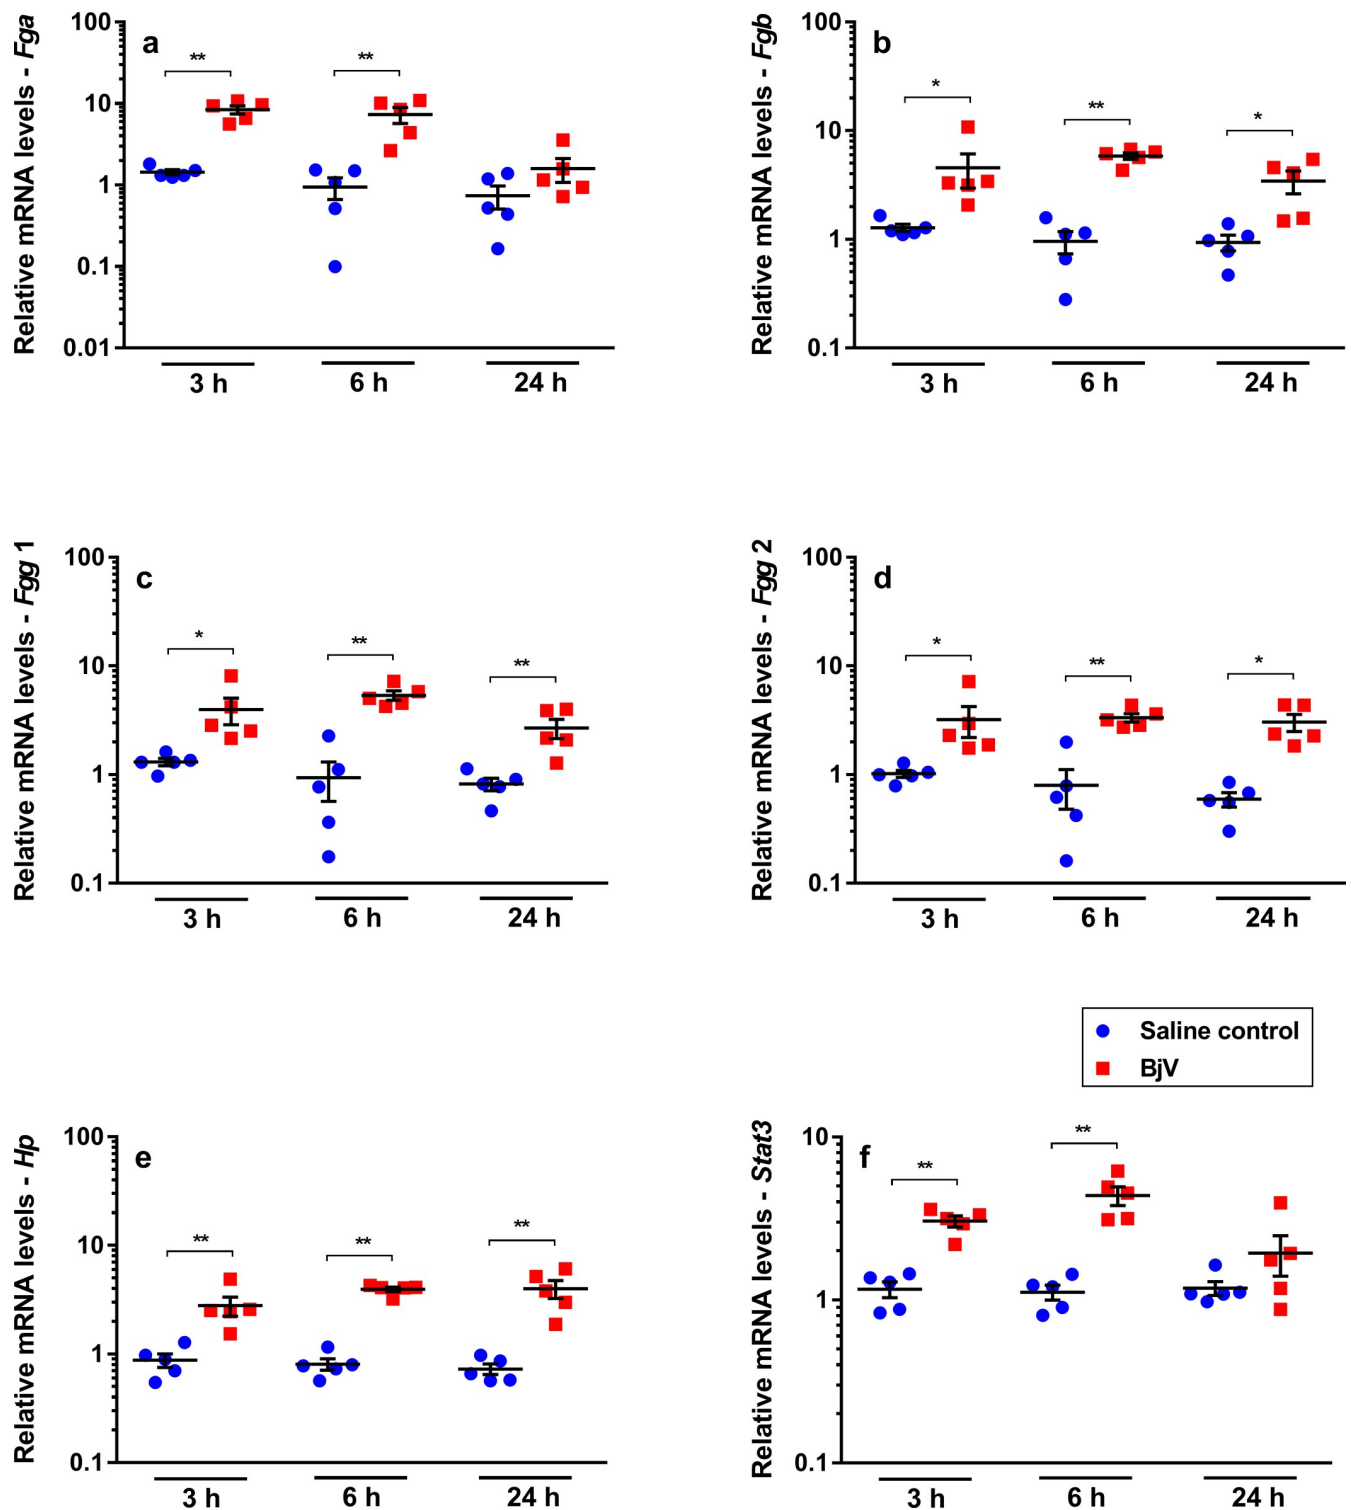 Relative mRNA levels - Fga
a
100
10
1
0.1
0.01
**
**
3 h
6 h
24 h
Relative mRNA levels - Fgb
b
100
10
1
0.1
*
**
*
3 h
6 h
24 h
Relative mRNA levels - Fgg 1
c
100
10
1
0.1
*
**
**
3 h
6 h
24 h
Relative mRNA levels - Fgg 2
d
100
10
1
0.1
*
**
*
3 h
6 h
24 h
Saline control
BjV
Relative mRNA levels - Hp
e
100
10
1
0.1
**
**
**
3 h
6 h
24 h
Relative mRNA levels - Stat3
f
10
1
0.1
**
**
3 h
6 h
24 h